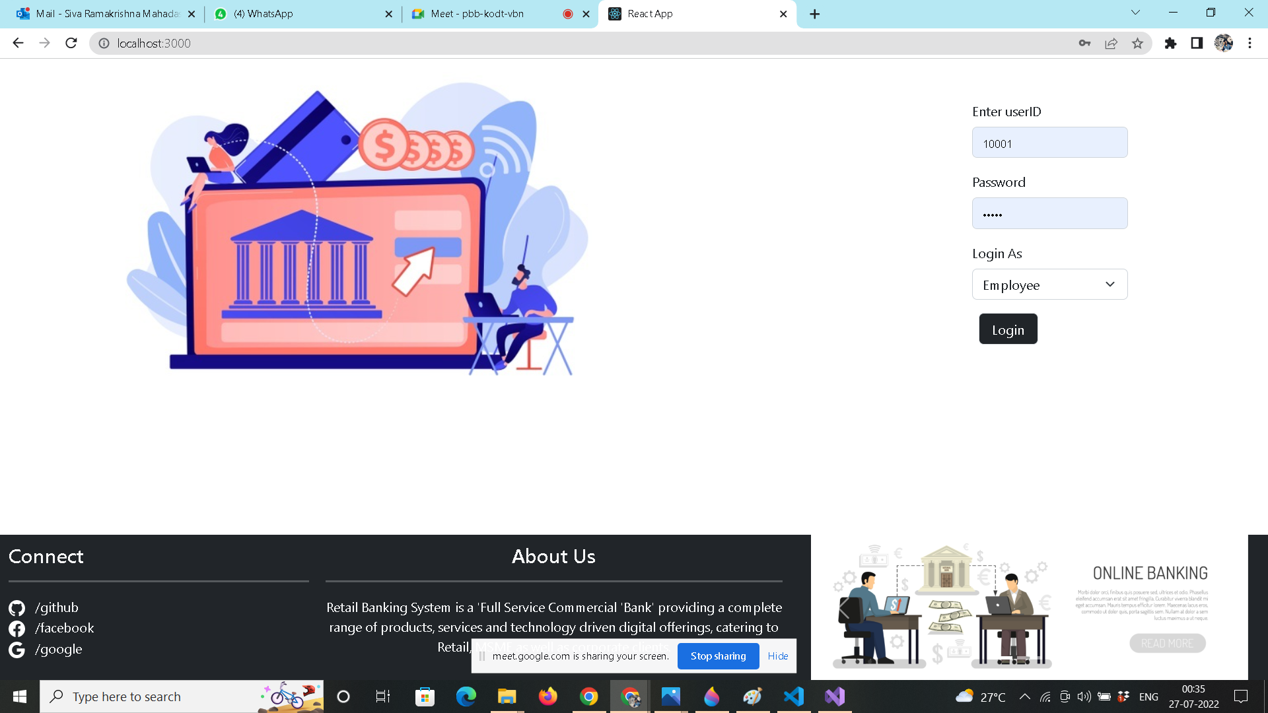 Mail - Siva Ramakrishna Mahada
(4) WhatsApp
Meet - pbb-kodt-vbn
React App
localhost:3000
Enter userID
10001
Password
•••••
Login As
Employee
Login
Connect
/github
/facebook
/google
About Us
Retail Banking System is a 'Full Service Commercial 'Bank' providing a complete
range of products, services and technology driven digital offerings, catering to
Retail,
meet.google.com is sharing your screen.
Stop sharing
Hide
ONLINE BANKING
READ MORE
Type here to search
27°C
ENG
00:35
27-07-2022